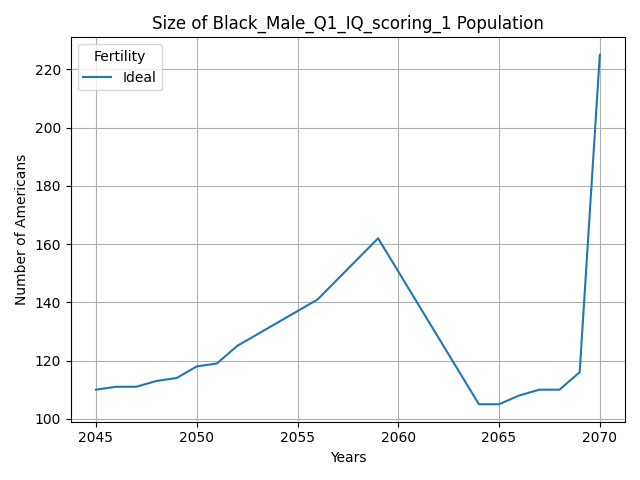 Size of Black_Male_Q1_IQ_scoring_1 Population
Fertility
Ideal
Number of Americans
220
200
180
160
140
120
100
2045
2050
2055
2060
2065
2070
Years